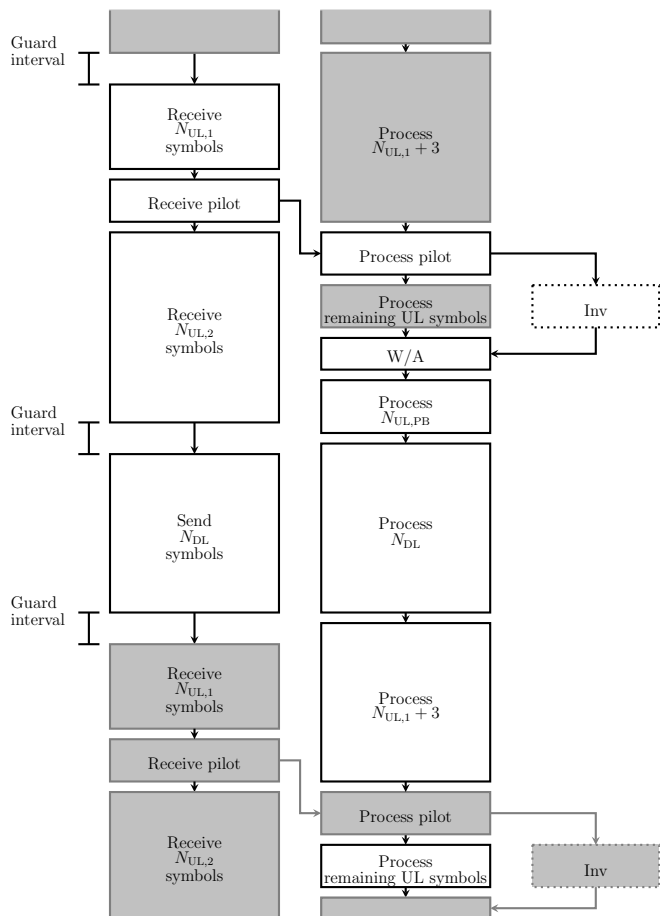 Guard
interval
Receive
N_UL,1
symbols
Process
N_UL,1 + 3
Receive pilot
Process pilot
Receive
N_UL,2
symbols
Process
remaining UL symbols
Inv
W/A
Process
N_UL,PB
Guard
interval
Send
N_DL
symbols
Process
N_DL
Guard
interval
Receive
N_UL,1
symbols
Process
N_UL,1 + 3
Receive pilot
Process pilot
Receive
N_UL,2
symbols
Process
remaining UL symbols
Inv